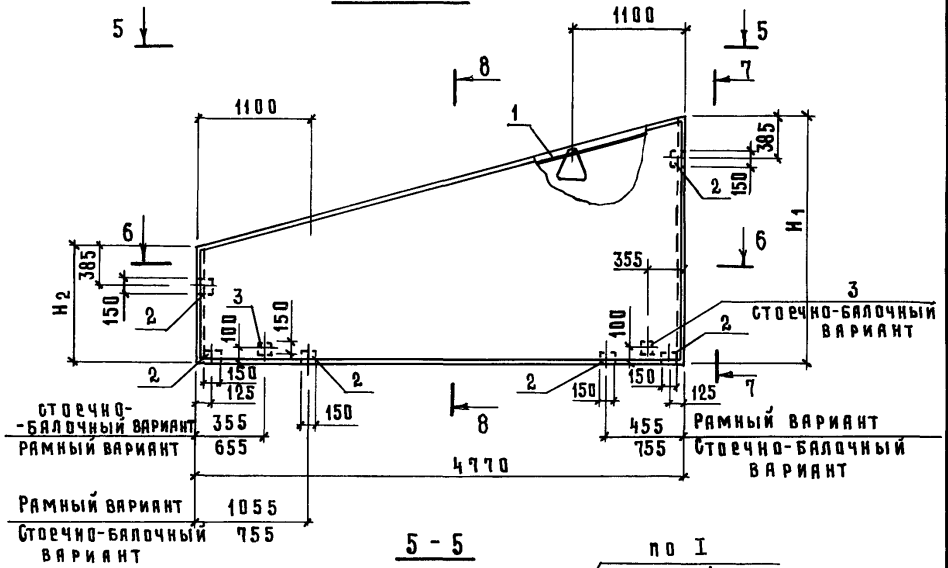 1100
5
5
8
7
1100
1
385
150
2
H1
6
6
385
355
H2
150
2
3
100
150
100
3
СТОЕЧНО-БАЛОЧНЫЙ
ВАРИАНТ
2
2
150
125
2
150
2
150
150
125
7
8
СТОЕЧНО-
-БАЛОЧНЫЙ ВАРИАНТ 355
РАМНЫЙ ВАРИАНТ 655
455 РАМНЫЙ ВАРИАНТ
755 СТОЕЧНО-БАЛОЧНЫЙ
ВАРИАНТ
4770
РАМНЫЙ ВАРИАНТ 1055
СТОЕЧНО-БАЛОЧНЫЙ 755
ВАРИАНТ
5 - 5
по I